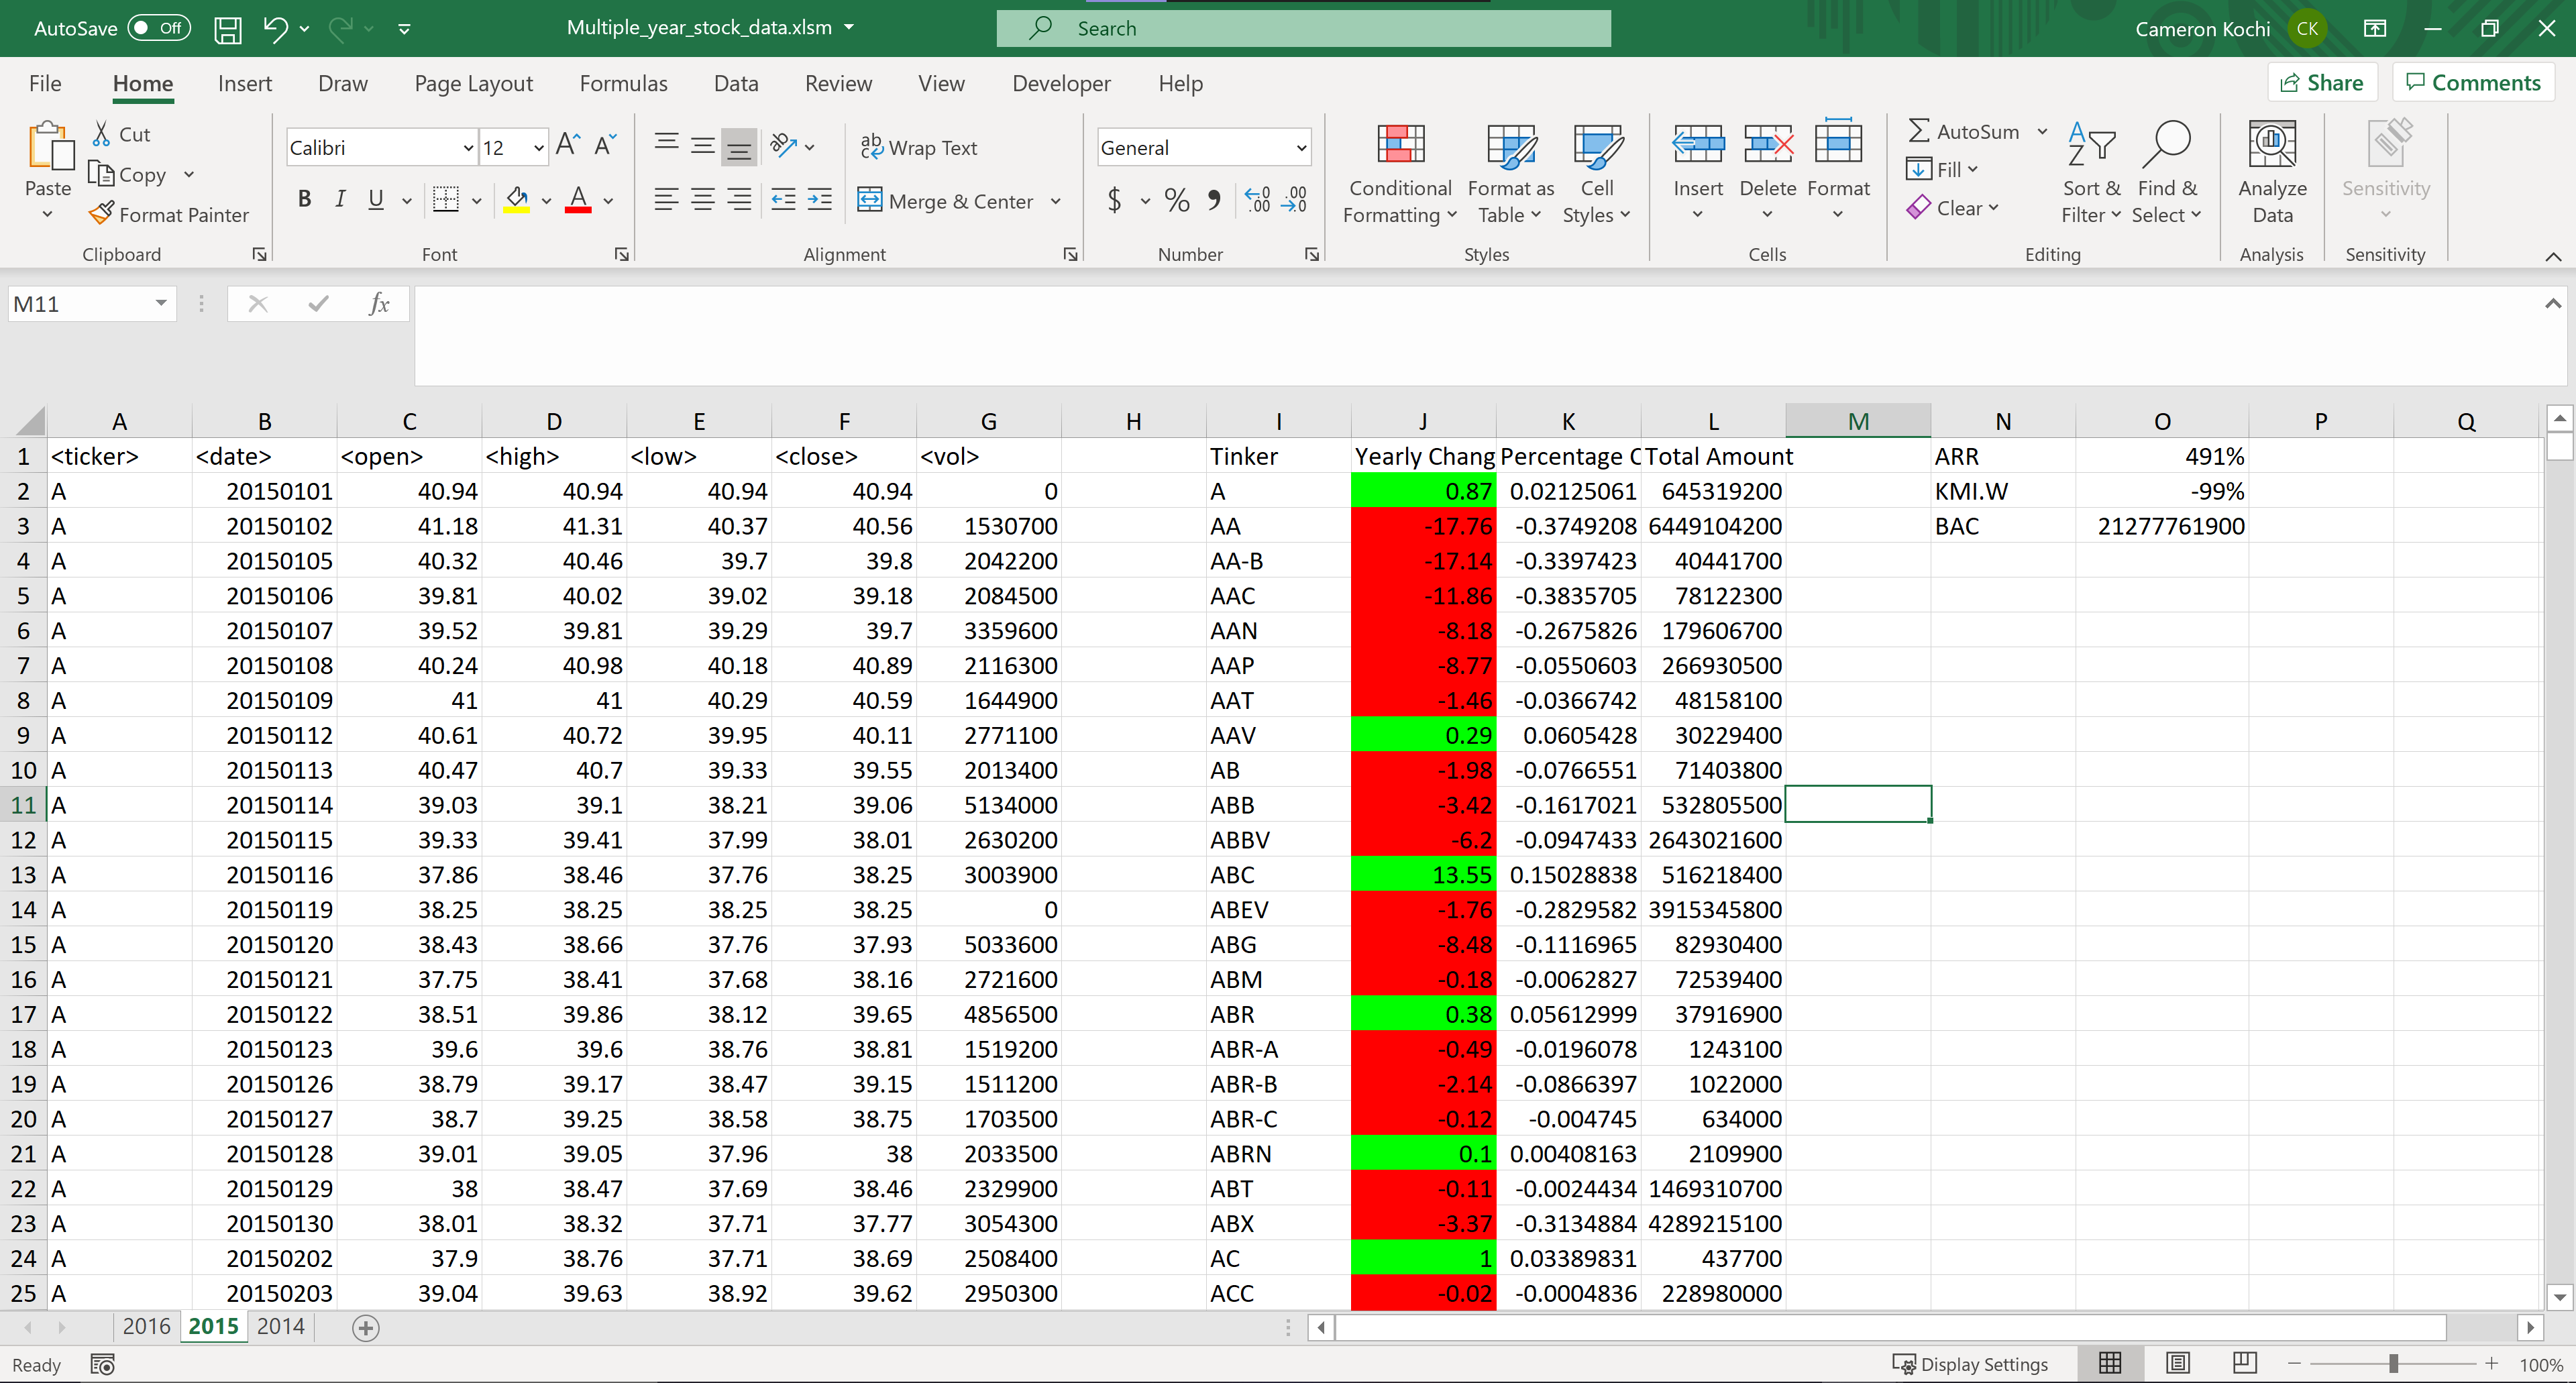 AutoSave Off Multiple_year_stock_data.xlsm Search Cameron Kochi CK
File Home Insert Draw Page Layout Formulas Data Review View Developer Help Share Comments
Paste Cut Copy Format Painter Clipboard
Calibri 12 A A B I U A Font
ab Wrap Text Merge & Center Alignment
General $ % , Number
Conditional Formatting Format as Table Cell Styles Styles
Insert Delete Format Cells
AutoSum Fill Clear Sort & Filter Find & Select Editing
Analyze Data Analysis
Sensitivity Sensitivity
M11 fx
A B C D E F G H I J K L M N O P Q
1 <ticker> <date> <open> <high> <low> <close> <vol> Tinker Yearly Chang Percentage C Total Amount ARR 491%
2 A 20150101 40.94 40.94 40.94 40.94 0 A 0.87 0.02125061 645319200 KMI.W -99%
3 A 20150102 41.18 41.31 40.37 40.56 1530700 AA -17.76 -0.3749208 6449104200 BAC 21277761900
4 A 20150105 40.32 40.46 39.7 39.8 2042200 AA-B -17.14 -0.3397423 40441700
5 A 20150106 39.81 40.02 39.02 39.18 2084500 AAC -11.86 -0.3835705 78122300
6 A 20150107 39.52 39.81 39.29 39.7 3359600 AAN -8.18 -0.2675826 179606700
7 A 20150108 40.24 40.98 40.18 40.89 2116300 AAP -8.77 -0.0550603 266930500
8 A 20150109 41 41 40.29 40.59 1644900 AAT -1.46 -0.0366742 48158100
9 A 20150112 40.61 40.72 39.95 40.11 2771100 AAV 0.29 0.0605428 30229400
10 A 20150113 40.47 40.7 39.33 39.55 2013400 AB -1.98 -0.0766551 71403800
11 A 20150114 39.03 39.1 38.21 39.06 5134000 ABB -3.42 -0.1617021 532805500
12 A 20150115 39.33 39.41 37.99 38.01 2630200 ABBV -6.2 -0.0947433 2643021600
13 A 20150116 37.86 38.46 37.76 38.25 3003900 ABC 13.55 0.15028838 516218400
14 A 20150119 38.25 38.25 38.25 38.25 0 ABEV -1.76 -0.2829582 3915345800
15 A 20150120 38.43 38.66 37.76 37.93 5033600 ABG -8.48 -0.1116965 82930400
16 A 20150121 37.75 38.41 37.68 38.16 2721600 ABM -0.18 -0.0062827 72539400
17 A 20150122 38.51 39.86 38.12 39.65 4856500 ABR 0.38 0.05612999 37916900
18 A 20150123 39.6 39.6 38.76 38.81 1519200 ABR-A -0.49 -0.0196078 1243100
19 A 20150126 38.79 39.17 38.47 39.15 1511200 ABR-B -2.14 -0.0866397 1022000
20 A 20150127 38.7 39.25 38.58 38.75 1703500 ABR-C -0.12 -0.004745 634000
21 A 20150128 39.01 39.05 37.96 38 2033500 ABRN 0.1 0.00408163 2109900
22 A 20150129 38 38.47 37.69 38.46 2329900 ABT -0.11 -0.0024434 1469310700
23 A 20150130 38.01 38.32 37.71 37.77 3054300 ABX -3.37 -0.3134884 4289215100
24 A 20150202 37.9 38.76 37.71 38.69 2508400 AC 1 0.03389831 437700
25 A 20150203 39.04 39.63 38.92 39.62 2950300 ACC -0.02 -0.0004836 228980000
2016 2015 2014
Ready Display Settings 100%